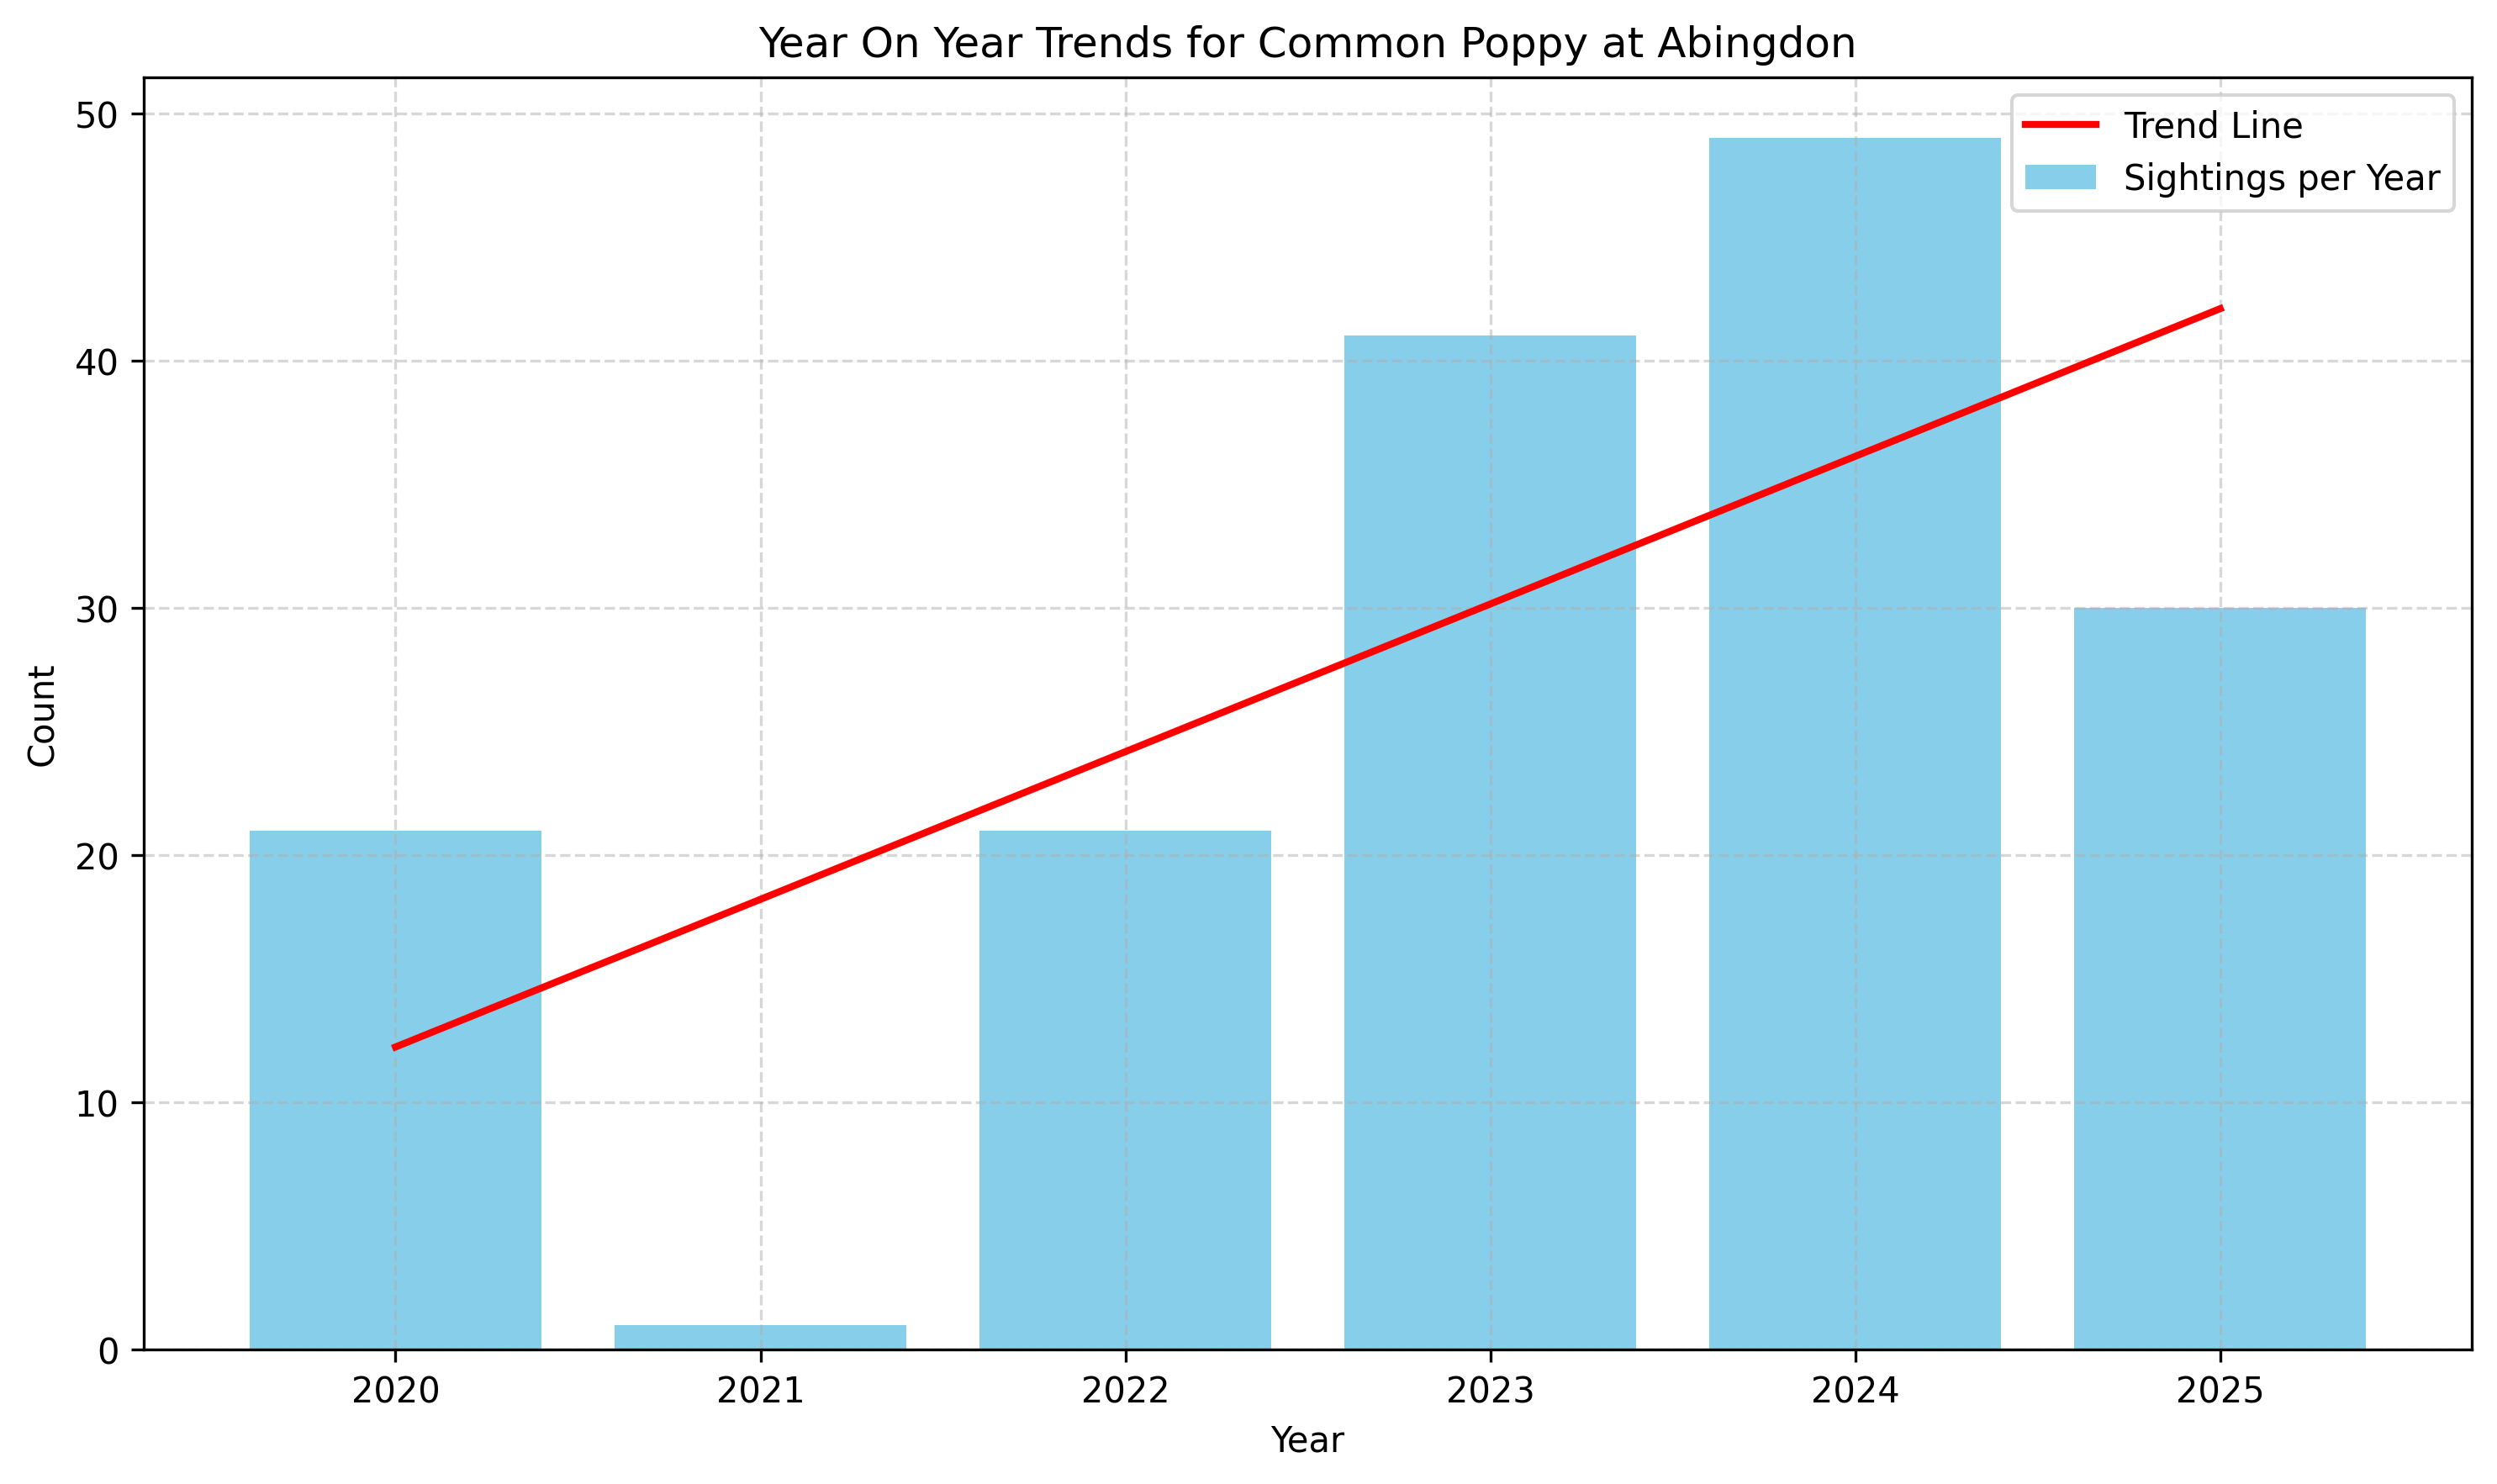 Year On Year Trends for Common Poppy at Abingdon
Trend Line
Sightings per Year
50
40
30
20
10
0
Count
2020 2021 2022 2023 2024 2025
Year